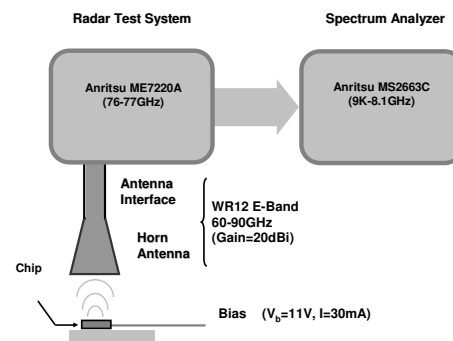 Radar Test System
Spectrum Analyzer
Anritsu ME7220A
(76-77GHz)
Anritsu MS2663C
(9K-8.1GHz)
Antenna
Interface
WR12 E-Band
60-90GHz
(Gain=20dBi)
Horn
Antenna
Chip
Bias (Vb=11V, I=30mA)